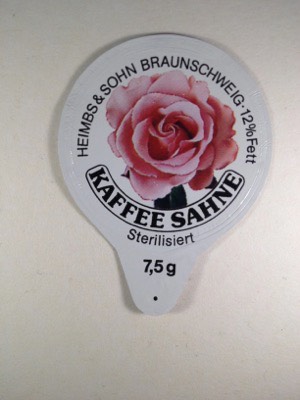 HEIMBS & SOHN BRAUNSCHWEIG · 12% Fett
KAFFEE SAHNE
Sterilisiert
7,5 g